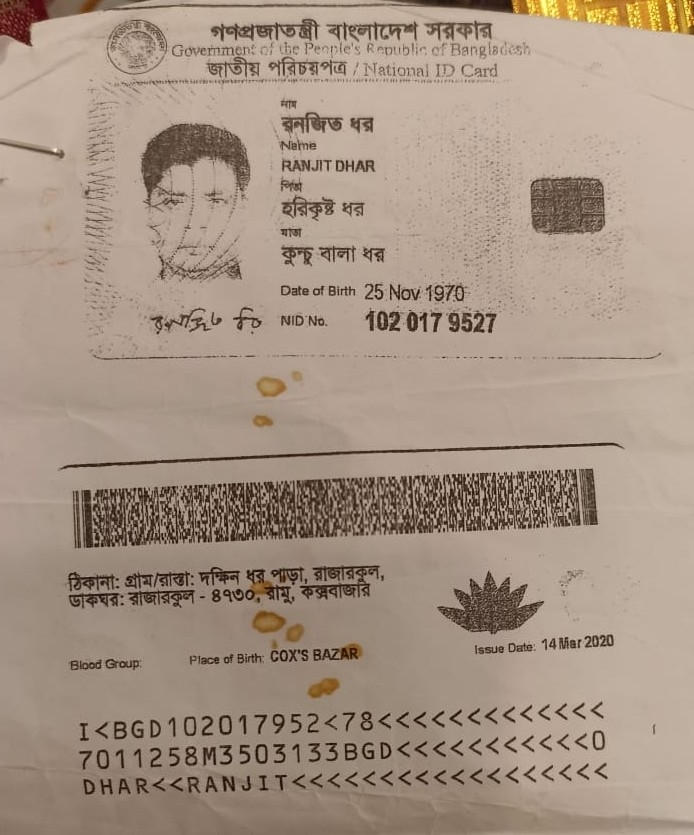 গণপ্রজাতন্ত্রী বাংলাদেশ সরকার
Government of the People's Republic of Bangladesh
জাতীয় পরিচয়পত্র / National ID Card
নাম
রনজিত ধর
Name
RANJIT DHAR
পিতা
হরিকৃষ্ট ধর
মাতা
কুন্তু বালা ধর
Date of Birth 25 Nov 1970
NID No. 102 017 9527
ঠিকানা: গ্রাম/রাস্তা: দক্ষিন ধর পাড়া, রাজারকুল,
ডাকঘর: রাজারকুল - ৪৭৩০, রামু, কক্সবাজার
Blood Group: Place of Birth: COX'S BAZAR Issue Date: 14 Mar 2020
I<BGD102017952<78<<<<<<<<<<<<<
7011258M3503133BGD<<<<<<<<<<<0
DHAR<<RANJIT<<<<<<<<<<<<<<<<<<